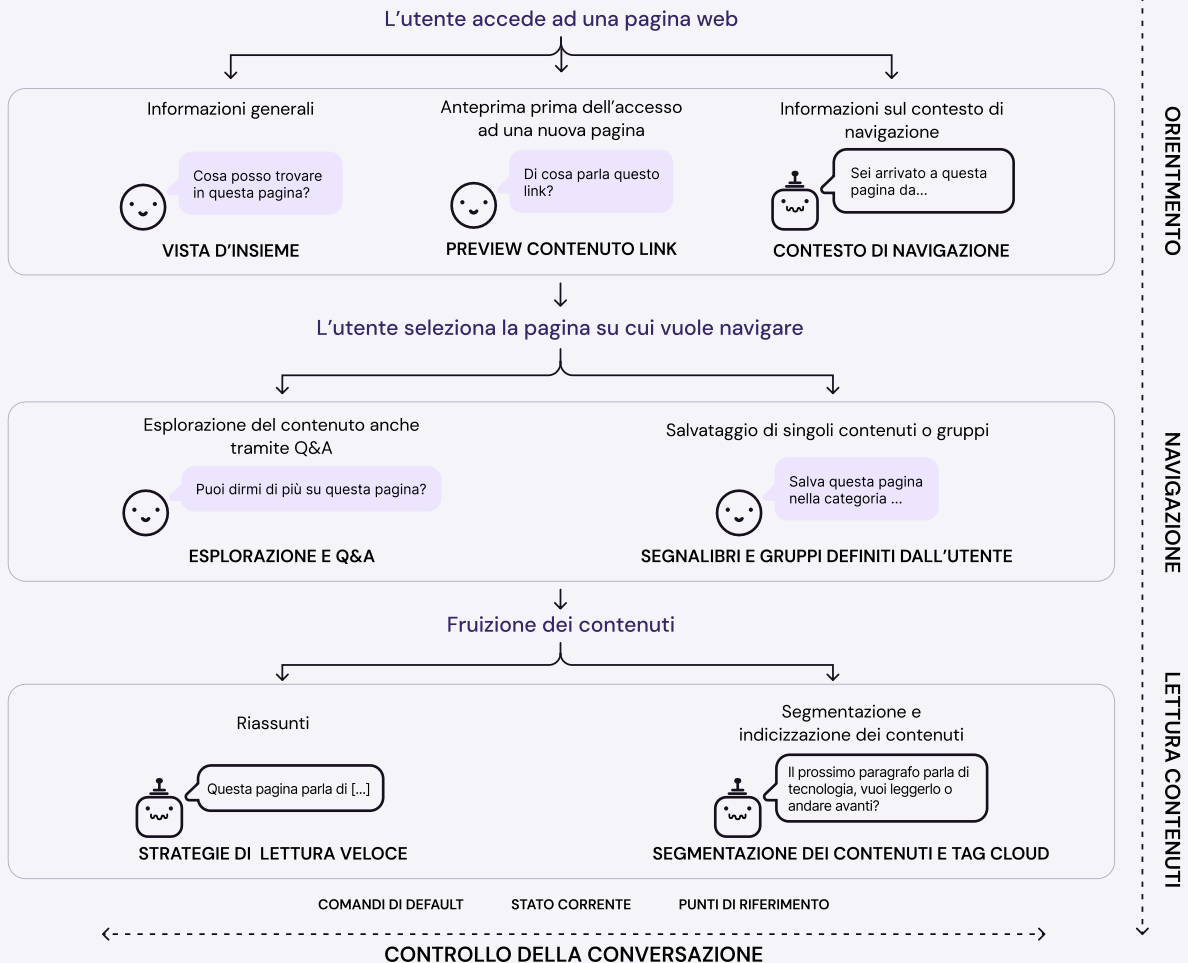 L'utente accede ad una pagina web
Informazioni generali
Cosa posso trovare
in questa pagina?
VISTA D'INSIEME
Anteprima prima dell'accesso
ad una nuova pagina
Di cosa parla questo
link?
PREVIEW CONTENUTO LINK
Informazioni sul contesto di
navigazione
Sei arrivato a questa
pagina da...
CONTESTO DI NAVIGAZIONE
ORIENTMENTO
L'utente seleziona la pagina su cui vuole navigare
Esplorazione del contenuto anche
tramite Q&A
Puoi dirmi di più su questa pagina?
ESPLORAZIONE E Q&A
Salvataggio di singoli contenuti o gruppi
Salva questa pagina
nella categoria ...
SEGNALIBRI E GRUPPI DEFINITI DALL'UTENTE
NAVIGAZIONE
Fruizione dei contenuti
Riassunti
Questa pagina parla di [...]
STRATEGIE DI LETTURA VELOCE
Segmentazione e
indicizzazione dei contenuti
Il prossimo paragrafo parla di
tecnologia, vuoi leggerlo o
andare avanti?
SEGMENTAZIONE DEI CONTENUTI E TAG CLOUD
LETTURA CONTENUTI
COMANDI DI DEFAULT
STATO CORRENTE
PUNTI DI RIFERIMENTO
CONTROLLO DELLA CONVERSAZIONE